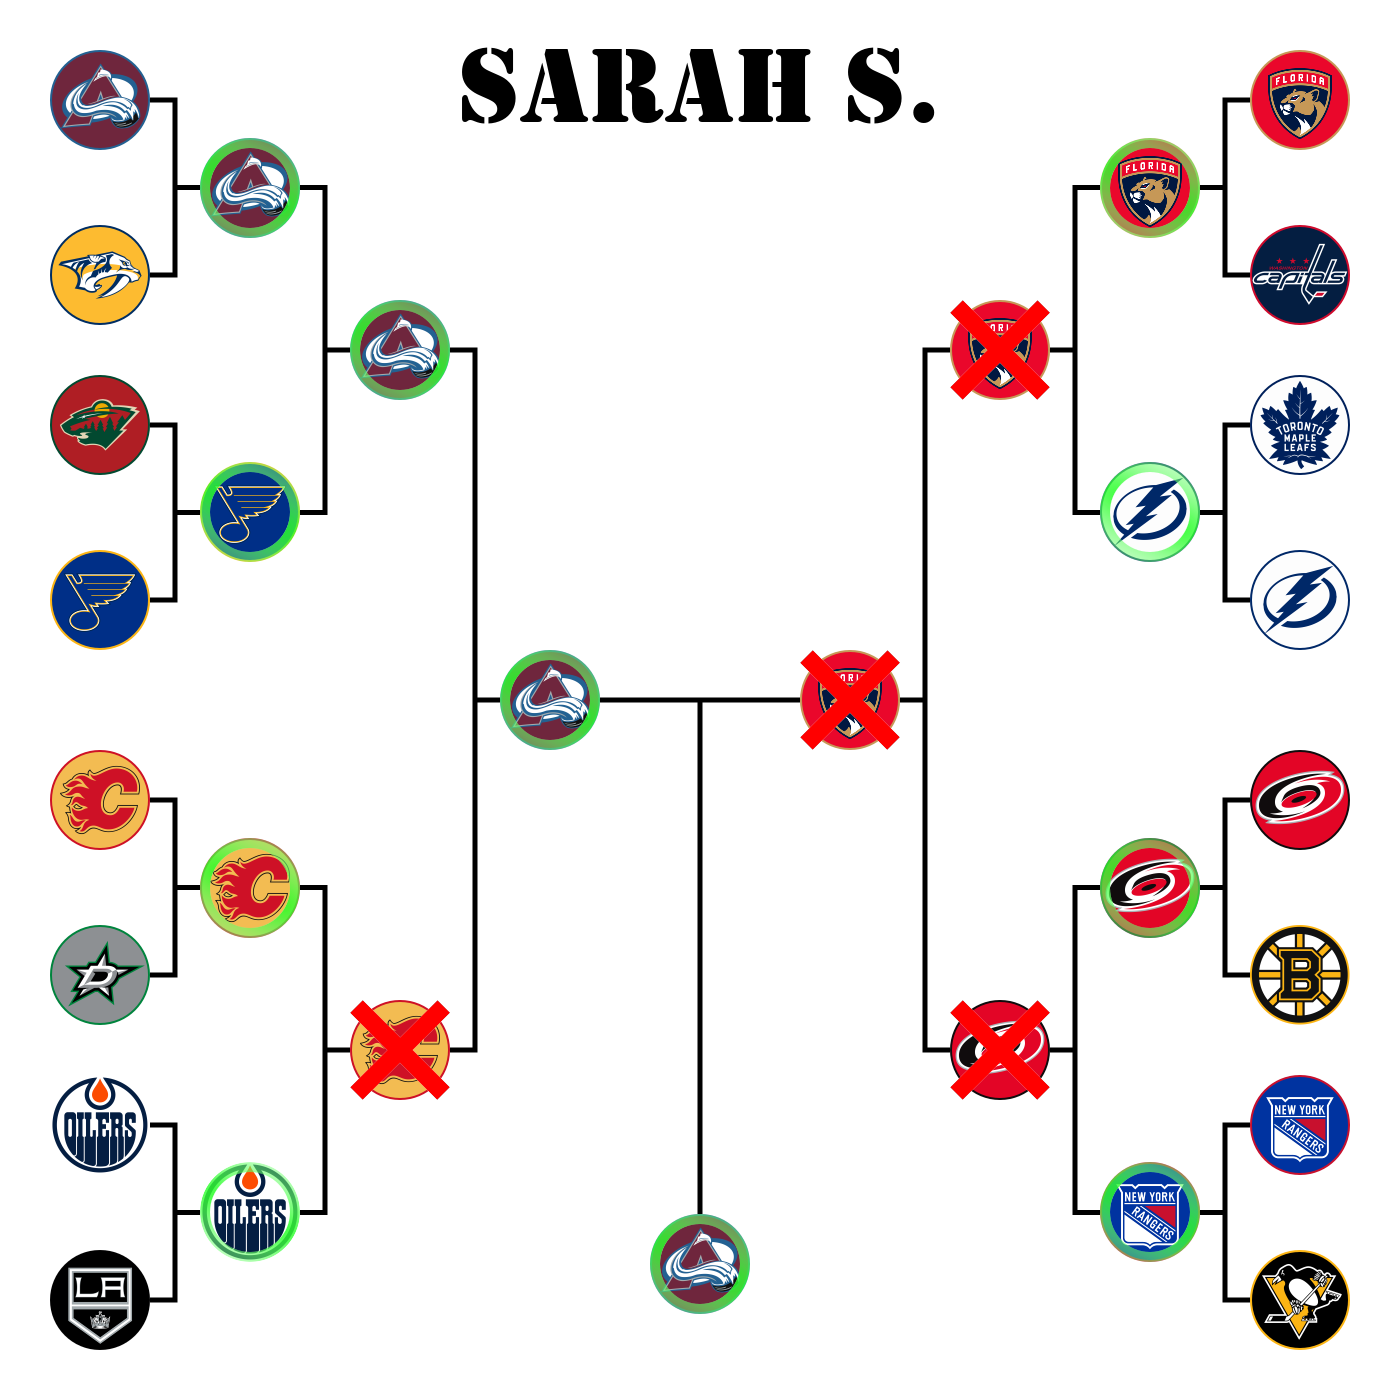 SARAH S.
FLORIDA
FLORIDA
capitals
TORONTO
MAPLE
LEAFS
OILERS
OILERS
LA
B
NEW YORK
RANGERS
NEW YORK
RANGERS